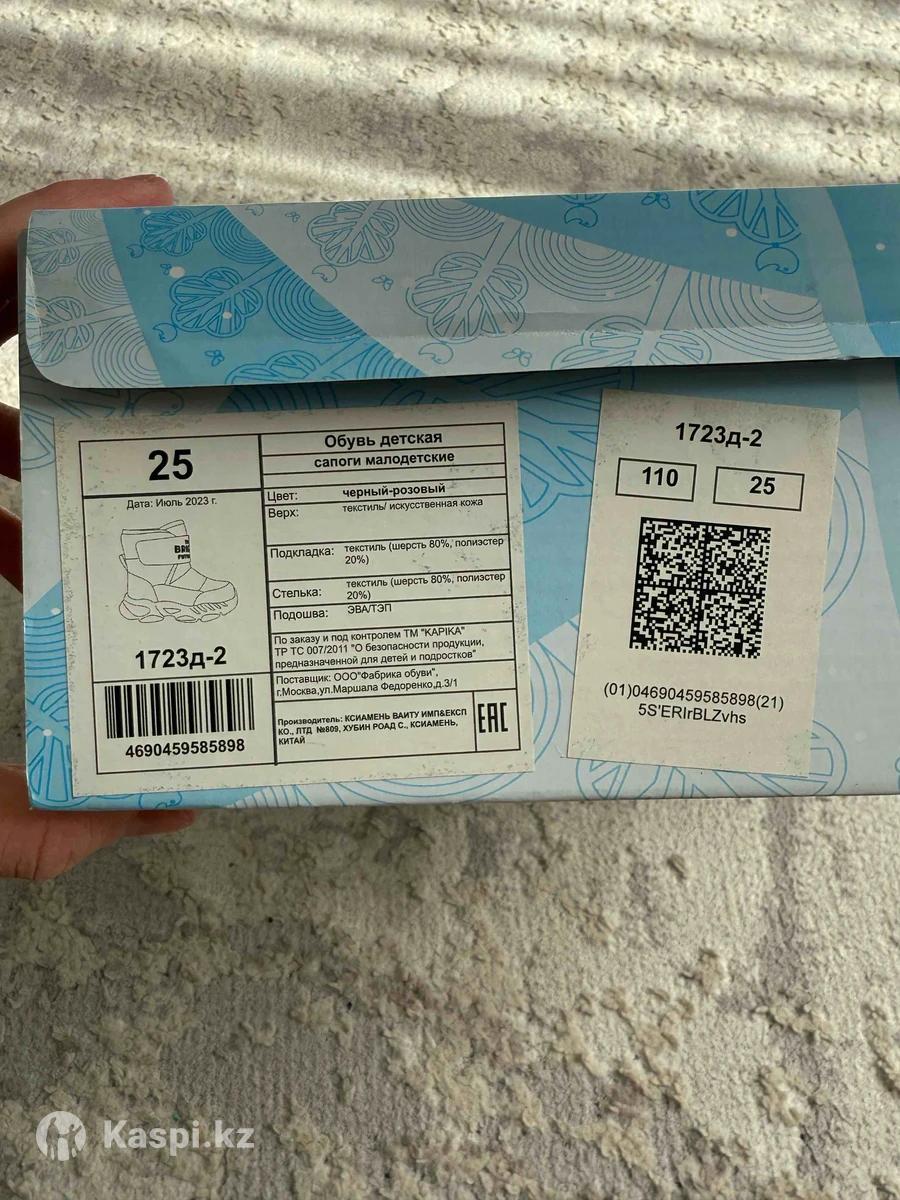 25
Дата: Июль 2023 г.
1723д-2
4690459585898
Обувь детская
сапоги малодетские
Цвет: черный-розовый
Верх: текстиль/ искусственная кожа
Подкладка: текстиль (шерсть 80%, полиэстер
20%)
Стелька: текстиль (шерсть 80%, полиэстер
20%)
Подошва: ЭВА/ТЭП
По заказу и под контролем ТМ "KAPIKA"
ТР ТС 007/2011 "О безопасности продукции,
предназначенной для детей и подростков"
Поставщик: ООО"Фабрика обуви",
г.Москва,ул.Маршала Федоренко,д.3/1
Производитель: КСИАМЕНЬ ВАИТУ ИМП&ЕКСП
КО., ЛТД №809, ХУБИН РОАД С., КСИАМЕНЬ,
КИТАЙ
EAC
1723д-2
110 25
(01)04690459585898(21)
5S'ERIrBLZvhs
Kaspi.kz